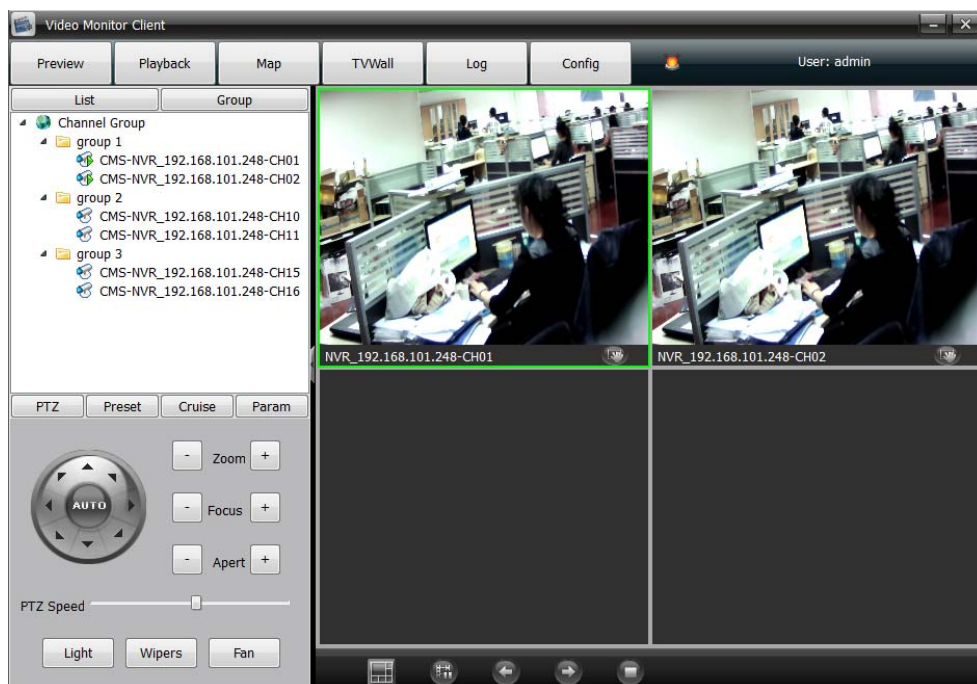 Video Monitor Client
Preview Playback Map TVWall Log Config User: admin
List Group
Channel Group
group 1
CMS-NVR_192.168.101.248-CH01
CMS-NVR_192.168.101.248-CH02
group 2
CMS-NVR_192.168.101.248-CH10
CMS-NVR_192.168.101.248-CH11
group 3
CMS-NVR_192.168.101.248-CH15
CMS-NVR_192.168.101.248-CH16
NVR_192.168.101.248-CH01
NVR_192.168.101.248-CH02
PTZ Preset Cruise Param
AUTO
- Zoom +
- Focus +
- Apert +
PTZ Speed
Light Wipers Fan